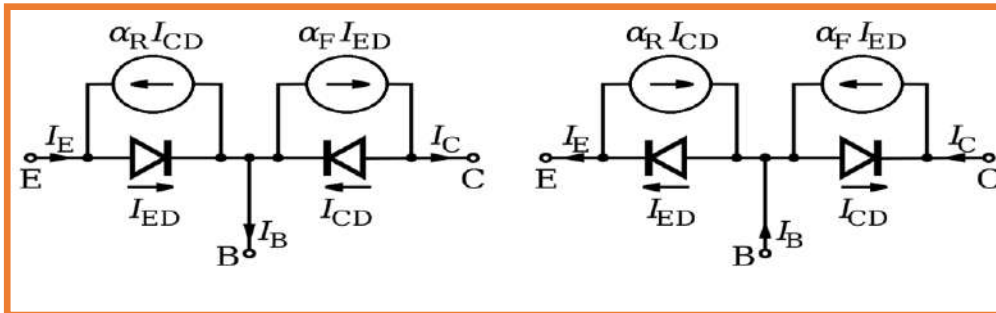 αR ICD αF IED αR ICD αF IED
IE IC IE IC
E C E C
IED ICD IED ICD
IB IB
B B